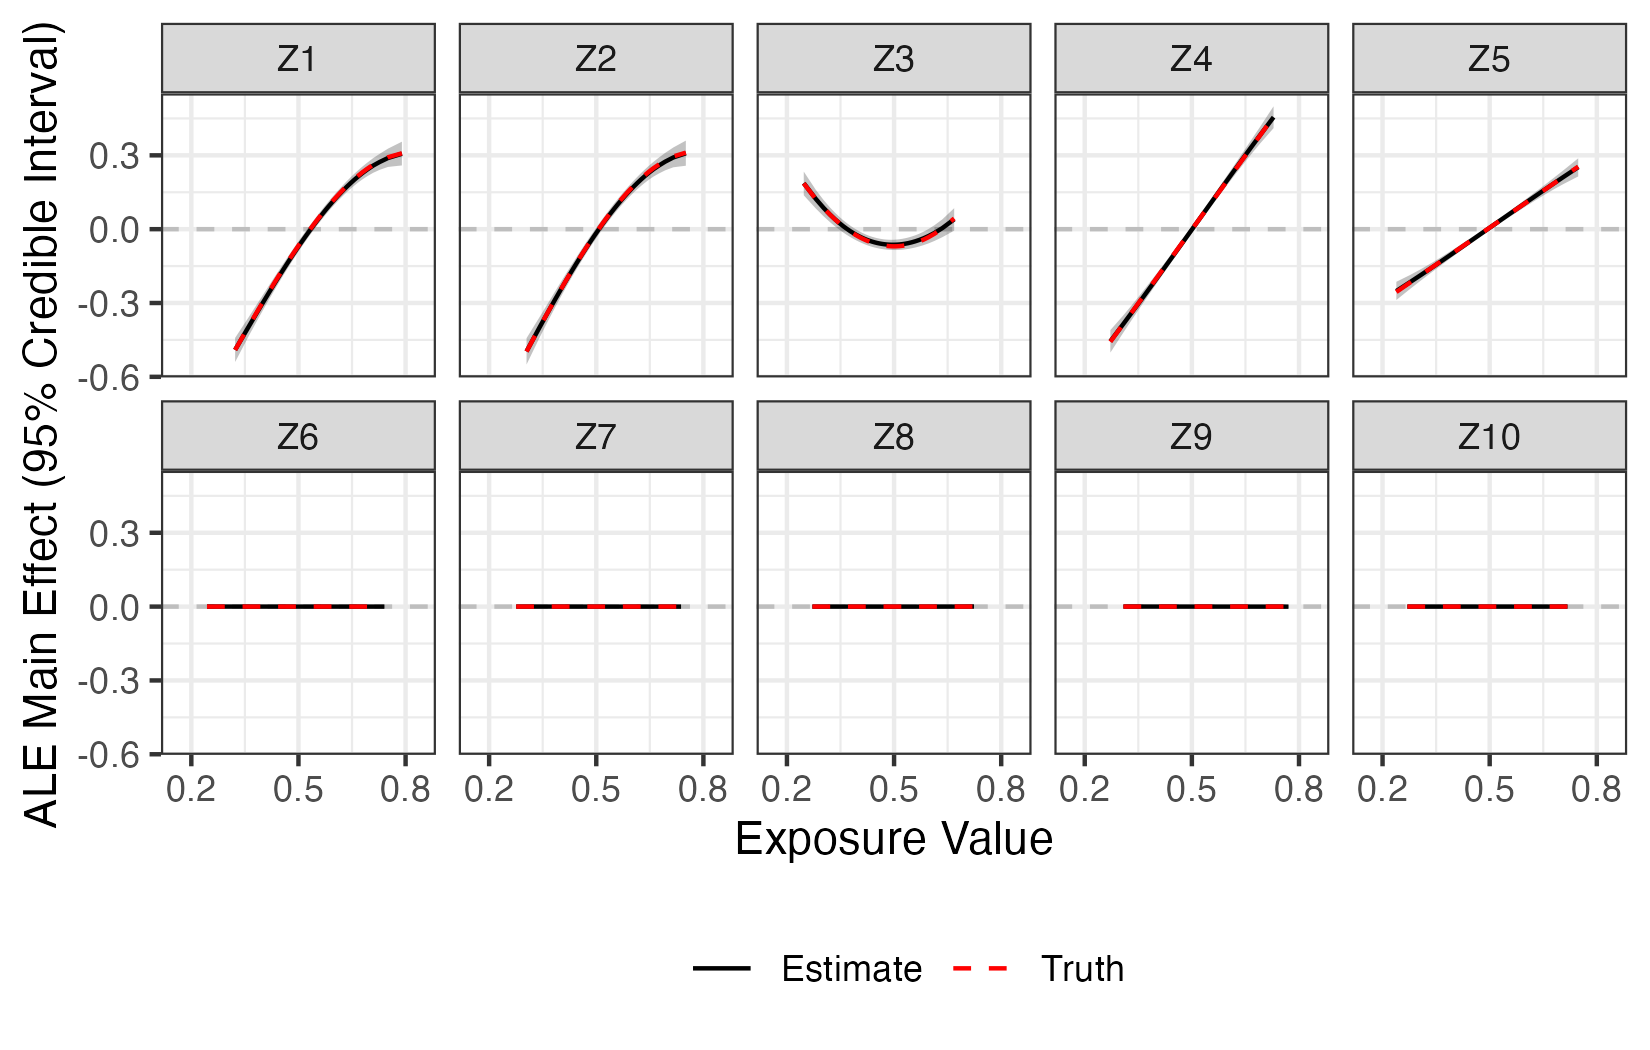 ALE Main Effect (95% Credible Interval)
Z1 Z2 Z3 Z4 Z5
0.3
0.0
-0.3
-0.6
Z6 Z7 Z8 Z9 Z10
0.3
0.0
-0.3
-0.6
0.2 0.5 0.8 0.2 0.5 0.8 0.2 0.5 0.8 0.2 0.5 0.8 0.2 0.5 0.8
Exposure Value
Estimate Truth